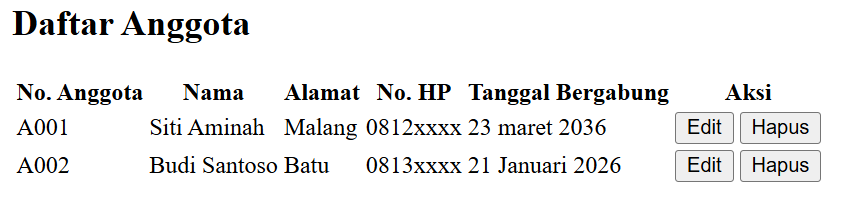 Daftar Anggota
No. Anggota Nama Alamat No. HP Tanggal Bergabung Aksi
A001 Siti Aminah Malang 0812xxxx 23 maret 2036 Edit Hapus
A002 Budi Santoso Batu 0813xxxx 21 Januari 2026 Edit Hapus